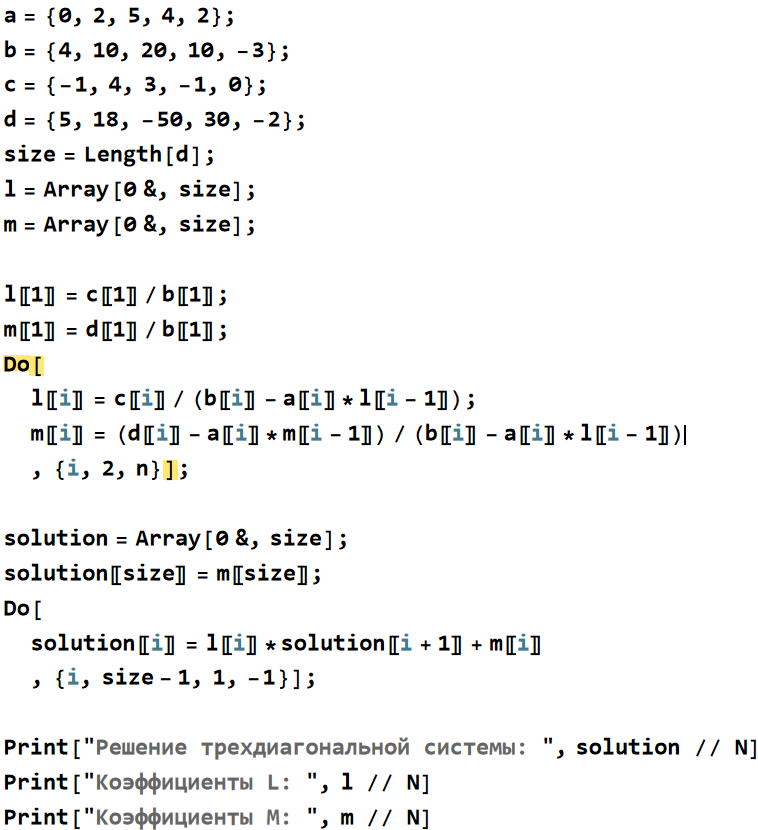 a = {0, 2, 5, 4, 2};
b = {4, 10, 20, 10, -3};
c = {-1, 4, 3, -1, 0};
d = {5, 18, -50, 30, -2};
size = Length[d];
l = Array[0 &, size];
m = Array[0 &, size];
l〚1〛 = c〚1〛 / b〚1〛;
m〚1〛 = d〚1〛 / b〚1〛;
Do[
l〚i〛 = c〚i〛 / (b〚i〛 - a〚i〛 * l〚i - 1〛);
m〚i〛 = (d〚i〛 - a〚i〛 * m〚i - 1〛) / (b〚i〛 - a〚i〛 * l〚i - 1〛)
, {i, 2, n}];
solution = Array[0 &, size];
solution〚size〛 = m〚size〛;
Do[
solution〚i〛 = l〚i〛 * solution〚i + 1〛 + m〚i〛
, {i, size - 1, 1, -1}];
Print["Решение трехдиагональной системы: ", solution // N]
Print["Коэффициенты L: ", l // N]
Print["Коэффициенты M: ", m // N]